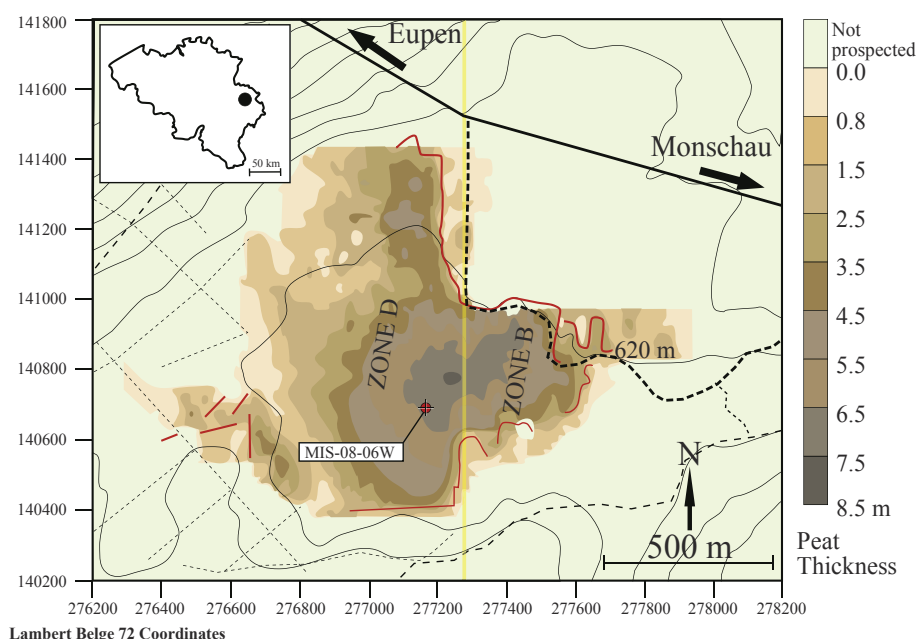 141800
141600
141400
141200
141000
140800
140600
140400
140200
276200 276400 276600 276800 277000 277200 277400 277600 277800 278000 278200
Lambert Belge 72 Coordinates
50 km
Eupen
Monschau
ZONE D
ZONE B
620 m
MIS-08-06W
N
500 m
Not
prospected
0.0
0.8
1.5
2.5
3.5
4.5
5.5
6.5
7.5
8.5 m
Peat
Thickness